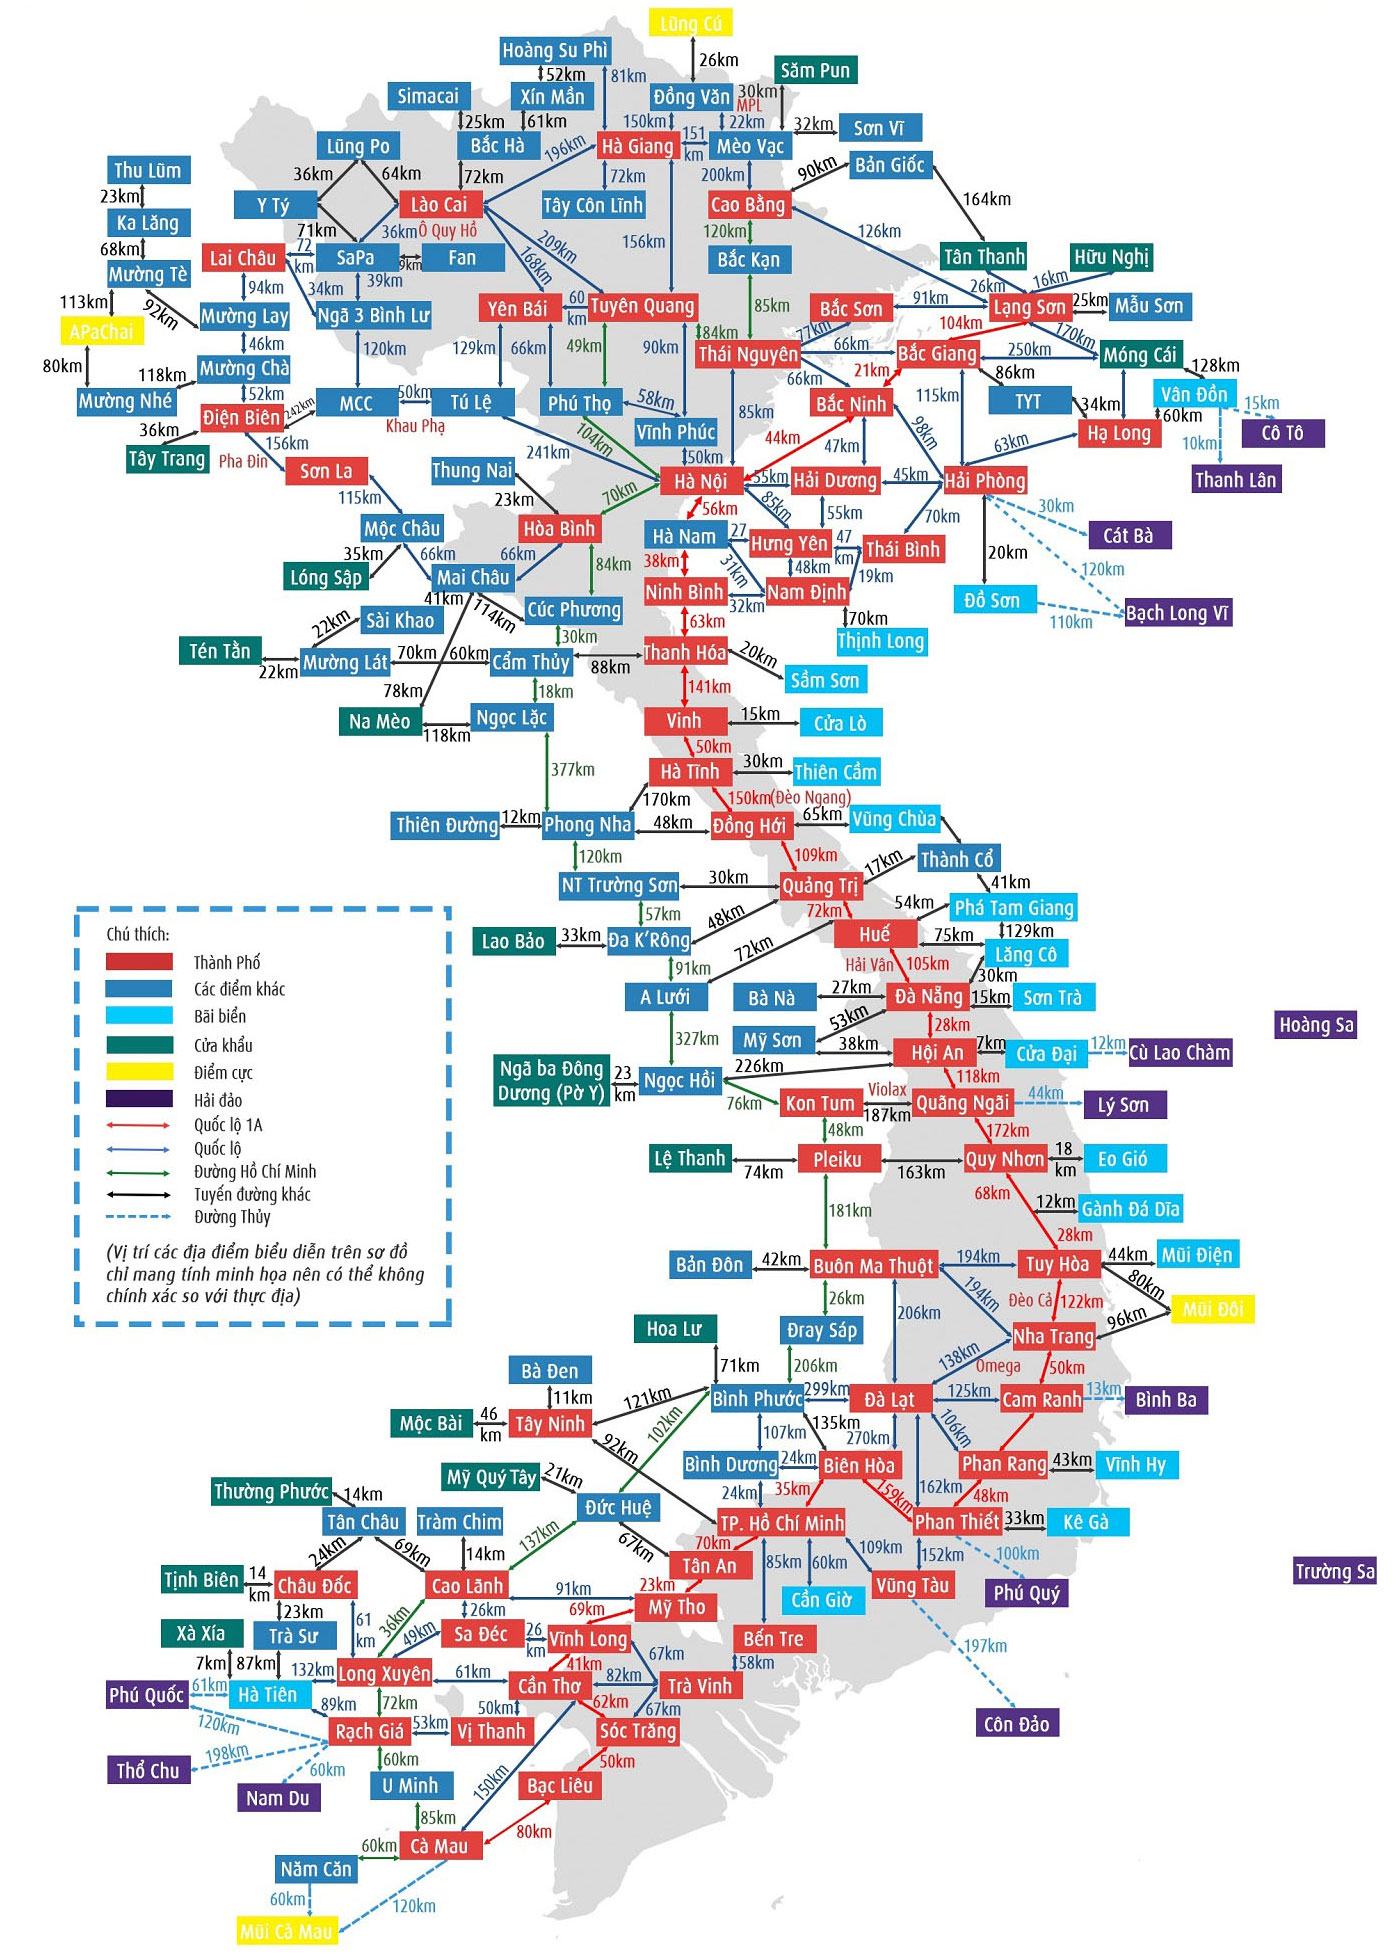 Lũng Cú
Hoàng Su Phì
26km
52km
81km
Săm Pun
Simacai
Xín Mần
Đồng Văn
30km
MPL
25km
61km
150km
22km
32km
Sơn Vĩ
Lũng Po
Bắc Hà
196km
Hà Giang
151
km
Mèo Vạc
Thu Lũm
36km
64km
72km
72km
200km
90km
Bản Giốc
23km
Y Tý
Lào Cai
Tây Côn Lĩnh
Cao Bằng
164km
Ka Lăng
71km
36km
Ô Quy Hồ
209km
156km
120km
126km
68km
Lai Châu
72
km
SaPa
9km
Fan
168km
Bắc Kạn
Tân Thanh
Hữu Nghị
Mường Tè
94km
34km
39km
85km
26km
16km
113km
92km
Mường Lay
Ngã 3 Bình Lư
Yên Bái
60
km
Tuyên Quang
Bắc Sơn
91km
Lạng Sơn
25km
Mẫu Sơn
APaChai
46km
120km
129km
66km
49km
90km
84km
77km
104km
170km
80km
118km
Mường Chà
Thái Nguyên
66km
Bắc Giang
250km
Móng Cái
128km
Mường Nhé
52km
242km
MCC
50km
Tú Lệ
Phú Thọ
58km
66km
21km
115km
86km
TYT
34km
Vân Đồn
60km
15km
36km
Điện Biên
Khau Phạ
Vĩnh Phúc
85km
Bắc Ninh
98km
63km
Hạ Long
10km
Cô Tô
Tây Trang
Pha Đin
156km
241km
104km
50km
44km
47km
Sơn La
Thung Nai
Hà Nội
55km
Hải Dương
45km
Hải Phòng
Thanh Lân
115km
23km
70km
56km
85km
55km
70km
30km
Mộc Châu
Hòa Bình
Hà Nam
27
Hưng Yên
47
km
Thái Bình
20km
Cát Bà
35km
66km
66km
84km
38km
31km
48km
19km
120km
Lóng Sập
Mai Châu
Ninh Bình
32km
Nam Định
Đồ Sơn
110km
Bạch Long Vĩ
41km
114km
Cúc Phương
63km
70km
22km
Sài Khao
30km
Thịnh Long
Tén Tằn
22km
Mường Lát
70km
60km
Cẩm Thủy
88km
Thanh Hóa
20km
78km
18km
141km
Sầm Sơn
Na Mèo
118km
Ngọc Lặc
Vinh
15km
Cửa Lò
377km
50km
Hà Tĩnh
30km
Thiên Cầm
170km
150km(Đèo Ngang)
Thiên Đường
12km
Phong Nha
48km
Đồng Hới
65km
Vũng Chùa
120km
109km
17km
Thành Cổ
NT Trường Sơn
30km
Quảng Trị
41km
57km
48km
72km
54km
Phá Tam Giang
Lao Bảo
33km
Đa K'Rông
72km
Huế
75km
129km
Lăng Cô
91km
Hải Vân
105km
30km
A Lưới
Bà Nà
27km
Đà Nẵng
15km
Sơn Trà
Hoàng Sa
327km
53km
28km
Mỹ Sơn
38km
Hội An
7km
Cửa Đại
12km
Cù Lao Chàm
Ngã ba Đông
Dương (Pờ Y)
23
km
Ngọc Hồi
226km
118km
76km
Kon Tum
Violax
187km
Quãng Ngãi
44km
Lý Sơn
48km
172km
Lệ Thanh
74km
Pleiku
163km
Quy Nhơn
18
km
Eo Gió
181km
68km
12km
Gành Đá Dĩa
28km
Bản Đôn
42km
Buôn Ma Thuột
194km
Tuy Hòa
44km
Mũi Điện
26km
206km
194km
Đèo Cả
122km
80km
Mũi Đôi
Hoa Lư
Đray Sáp
Nha Trang
96km
71km
206km
138km
Omega
50km
Bà Đen
11km
121km
Bình Phước
299km
Đà Lạt
125km
Cam Ranh
13km
Bình Ba
Mộc Bài
46
km
Tây Ninh
102km
107km
135km
270km
106km
92km
Bình Dương
24km
Biên Hòa
162km
Phan Rang
43km
Vĩnh Hy
Thường Phước
14km
Mỹ Quý Tây
21km
24km
35km
159km
48km
Tân Châu
Tràm Chim
Đức Huệ
TP. Hồ Chí Minh
Phan Thiết
33km
Kê Gà
24km
69km
14km
137km
67km
70km
85km
60km
109km
152km
100km
Tịnh Biên
14
km
Châu Đốc
Cao Lãnh
Tân An
Vũng Tàu
Phú Quý
Trường Sa
91km
23km
Cần Giờ
23km
61
km
36km
26km
69km
Mỹ Tho
197km
Xà Xía
Trà Sư
49km
Sa Đéc
26
km
Vĩnh Long
67km
Bến Tre
7km
87km
132km
Long Xuyên
61km
41km
82km
58km
Phú Quốc
61km
Hà Tiên
89km
72km
50km
Cần Thơ
62km
67km
Trà Vinh
120km
Rạch Giá
53km
Vị Thanh
Sóc Trăng
Côn Đảo
Thổ Chu
198km
60km
60km
150km
50km
Nam Du
U Minh
Bạc Liêu
85km
80km
60km
Cà Mau
Năm Căn
60km
120km
Mũi Cà Mau
Chú thích:
Thành Phố
Các điểm khác
Bãi biển
Cửa khẩu
Điểm cực
Hải đảo
Quốc lộ 1A
Quốc lộ
Đường Hồ Chí Minh
Tuyến đường khác
Đường Thủy
(Vị trí các địa điểm biểu diễn trên sơ đồ
chỉ mang tính minh họa nên có thể không
chính xác so với thực địa)